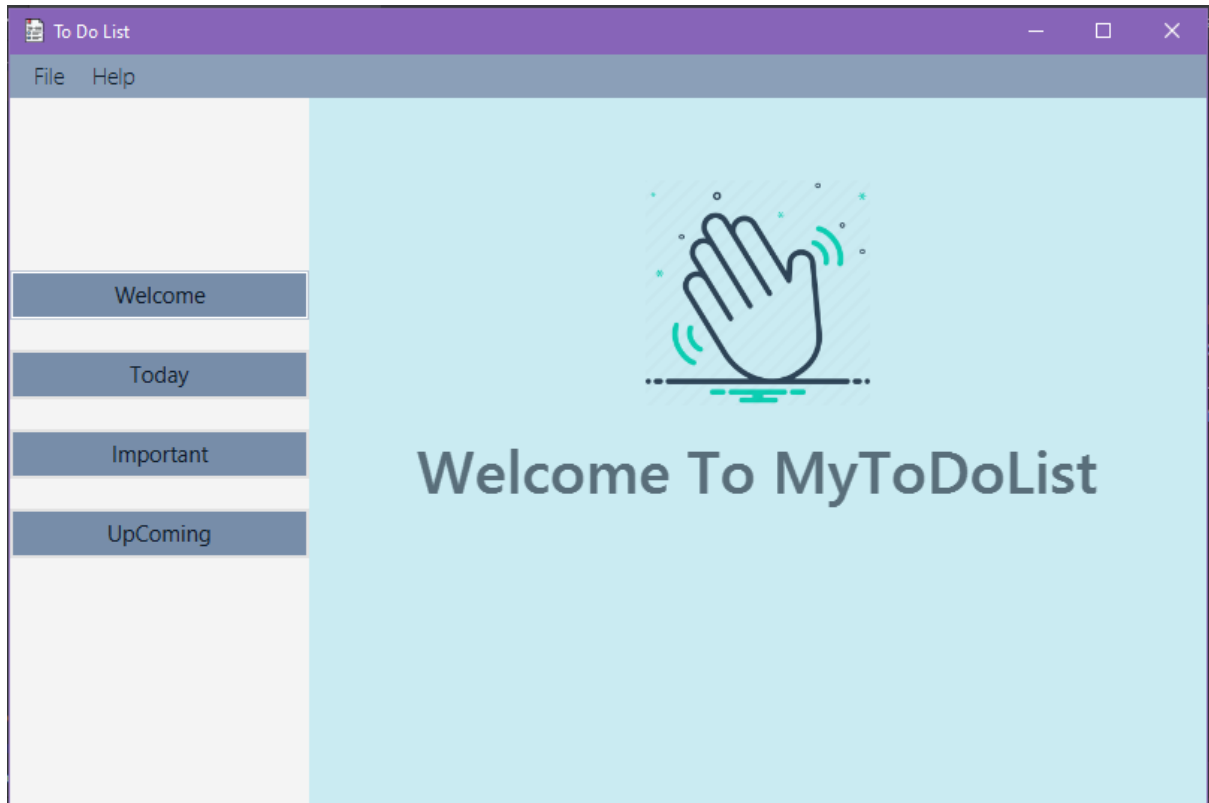 To Do List
File Help
Welcome
Today
Important
UpComing
Welcome To MyToDoList